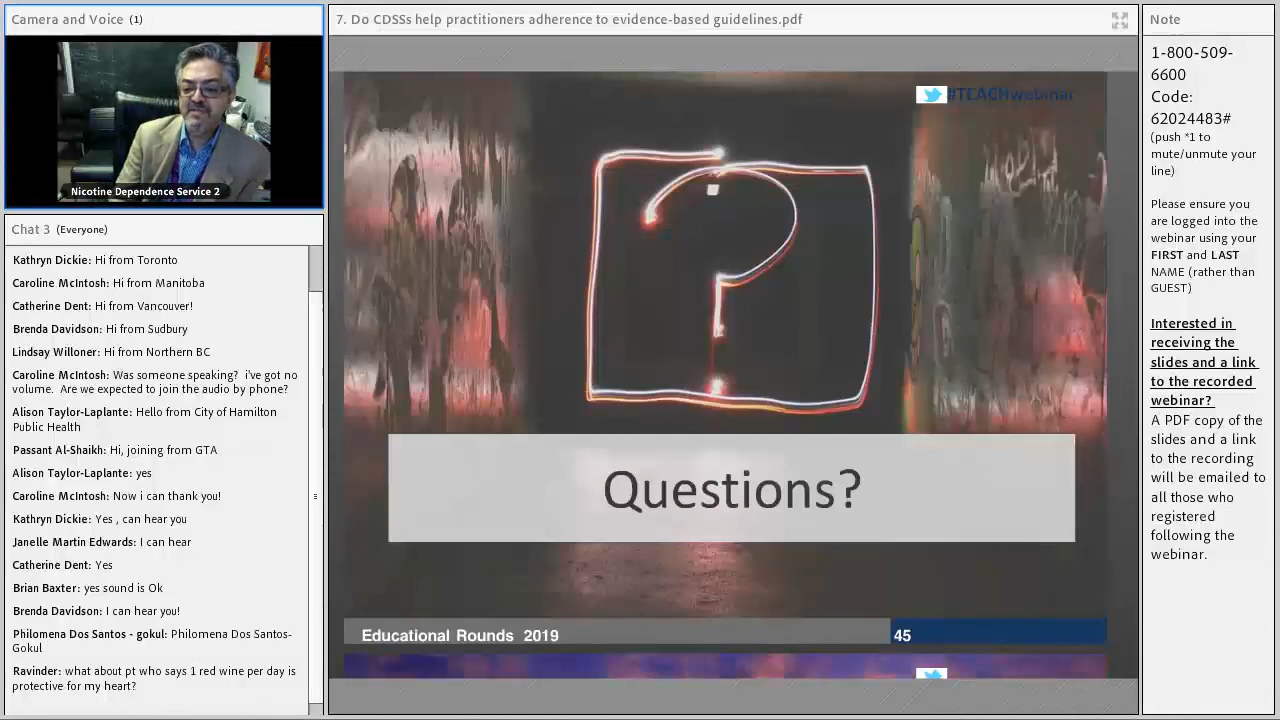 Camera and Voice (1)
Nicotine Dependence Service 2
Chat 3 (Everyone)
Kathryn Dickie: Hi from Toronto
Caroline McIntosh: Hi from Manitoba
Catherine Dent: Hi from Vancouver!
Brenda Davidson: Hi from Sudbury
Lindsay Willoner: Hi from Northern BC
Caroline McIntosh: Was someone speaking? i've got no
volume. Are we expected to join the audio by phone?
Alison Taylor-Laplante: Hello from City of Hamilton
Public Health
Passant Al-Shaikh: Hi, joining from GTA
Alison Taylor-Laplante: yes
Caroline McIntosh: Now i can thank you!
Kathryn Dickie: Yes , can hear you
Janelle Martin Edwards: I can hear
Catherine Dent: Yes
Brian Baxter: yes sound is Ok
Brenda Davidson: I can hear you!
Philomena Dos Santos - gokul: Philomena Dos Santos-
Gokul
Ravinder: what about pt who says 1 red wine per day is
protective for my heart?
7. Do CDSSs help practitioners adherence to evidence-based guidelines.pdf
#TEACHwebinar
?
Questions?
Educational Rounds 2019
45
Note
1-800-509-
6600
Code:
62024483#
(push *1 to
mute/unmute your
line)
Please ensure you
are logged into the
webinar using your
FIRST and LAST
NAME (rather than
GUEST)
Interested in
receiving the
slides and a link
to the recorded
webinar?
A PDF copy of the
slides and a link
to the recording
will be emailed to
all those who
registered
following the
webinar.